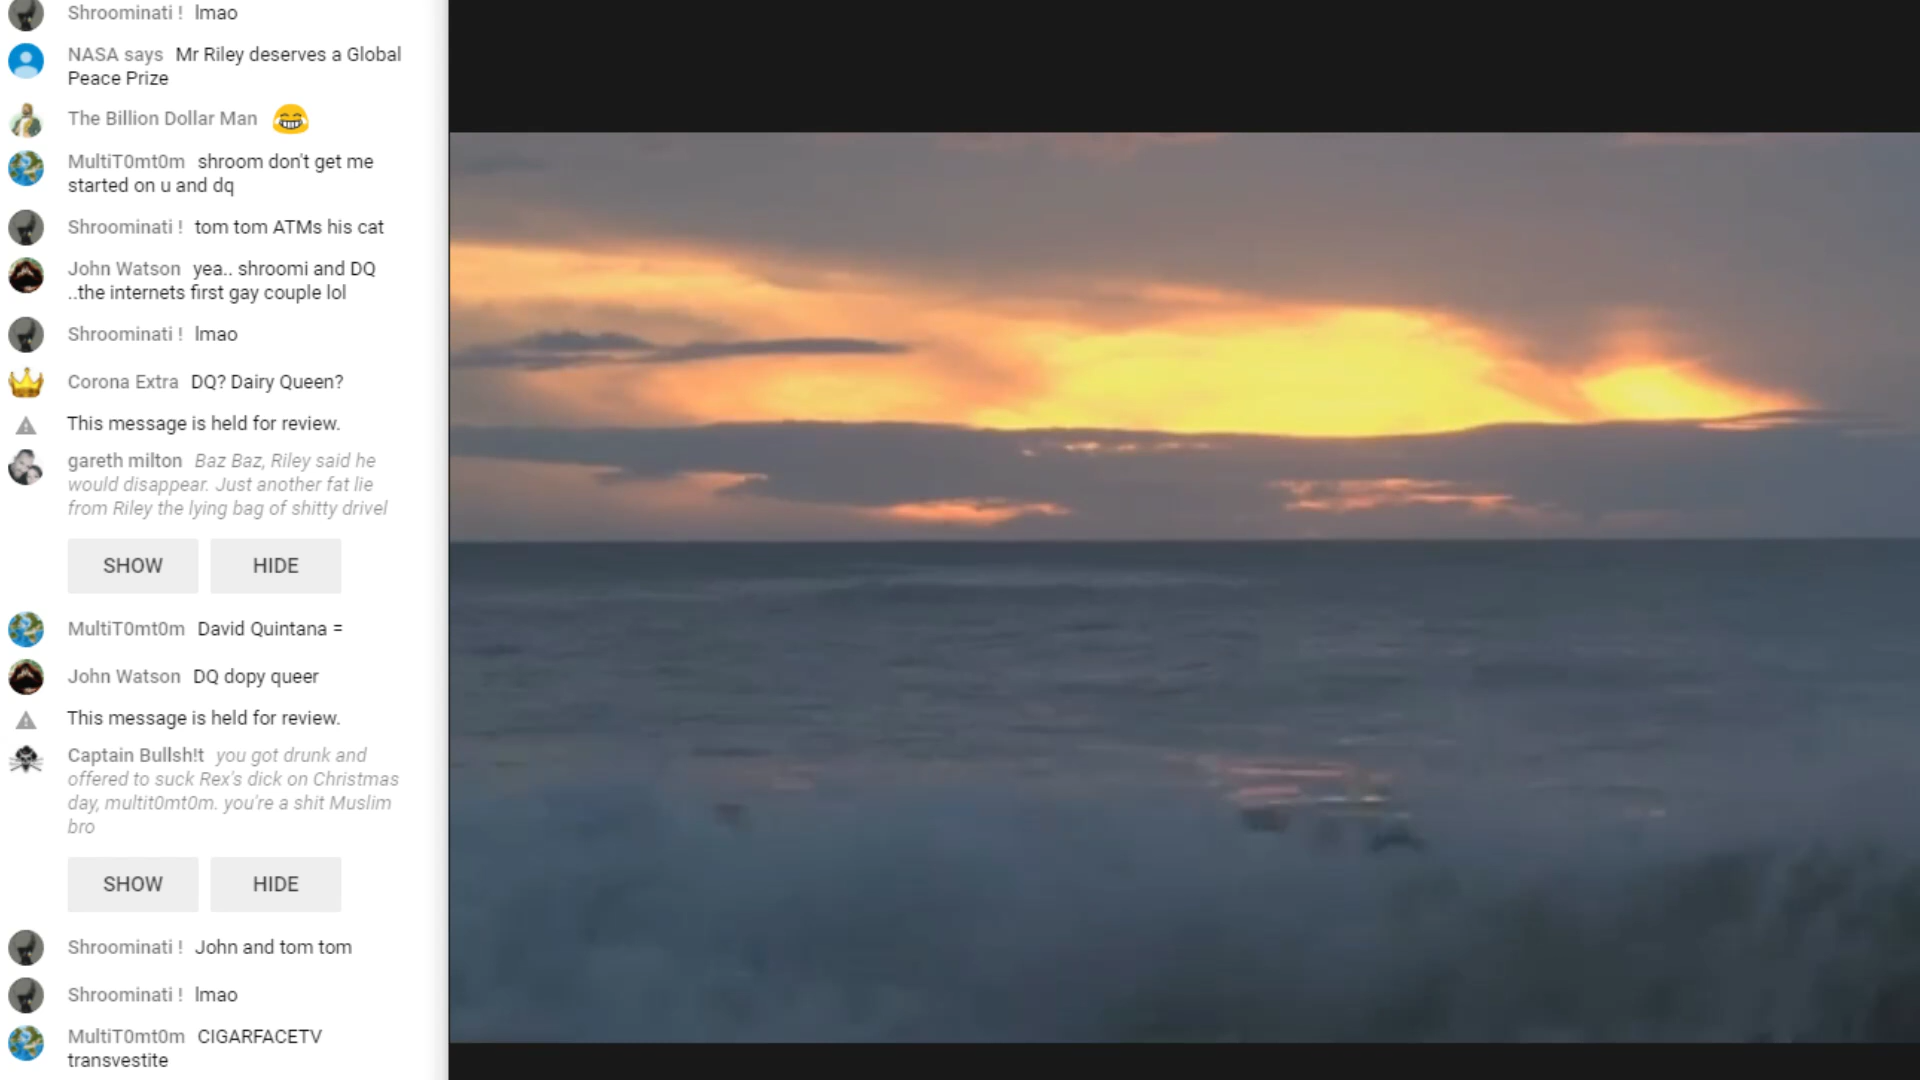 Shroominati ! lmao
NASA says Mr Riley deserves a Global
Peace Prize
The Billion Dollar Man
MultiT0mt0m shroom don't get me
started on u and dq
Shroominati ! tom tom ATMs his cat
John Watson yea.. shroomi and DQ
..the internets first gay couple lol
Shroominati ! lmao
Corona Extra DQ? Dairy Queen?
This message is held for review.
gareth milton Baz Baz, Riley said he
would disappear. Just another fat lie
from Riley the lying bag of shitty drivel
SHOW HIDE
MultiT0mt0m David Quintana =
John Watson DQ dopy queer
This message is held for review.
Captain Bullsh!t you got drunk and
offered to suck Rex's dick on Christmas
day, multit0mt0m. you're a shit Muslim
bro
SHOW HIDE
Shroominati ! John and tom tom
Shroominati ! lmao
MultiT0mt0m CIGARFACETV
transvestite